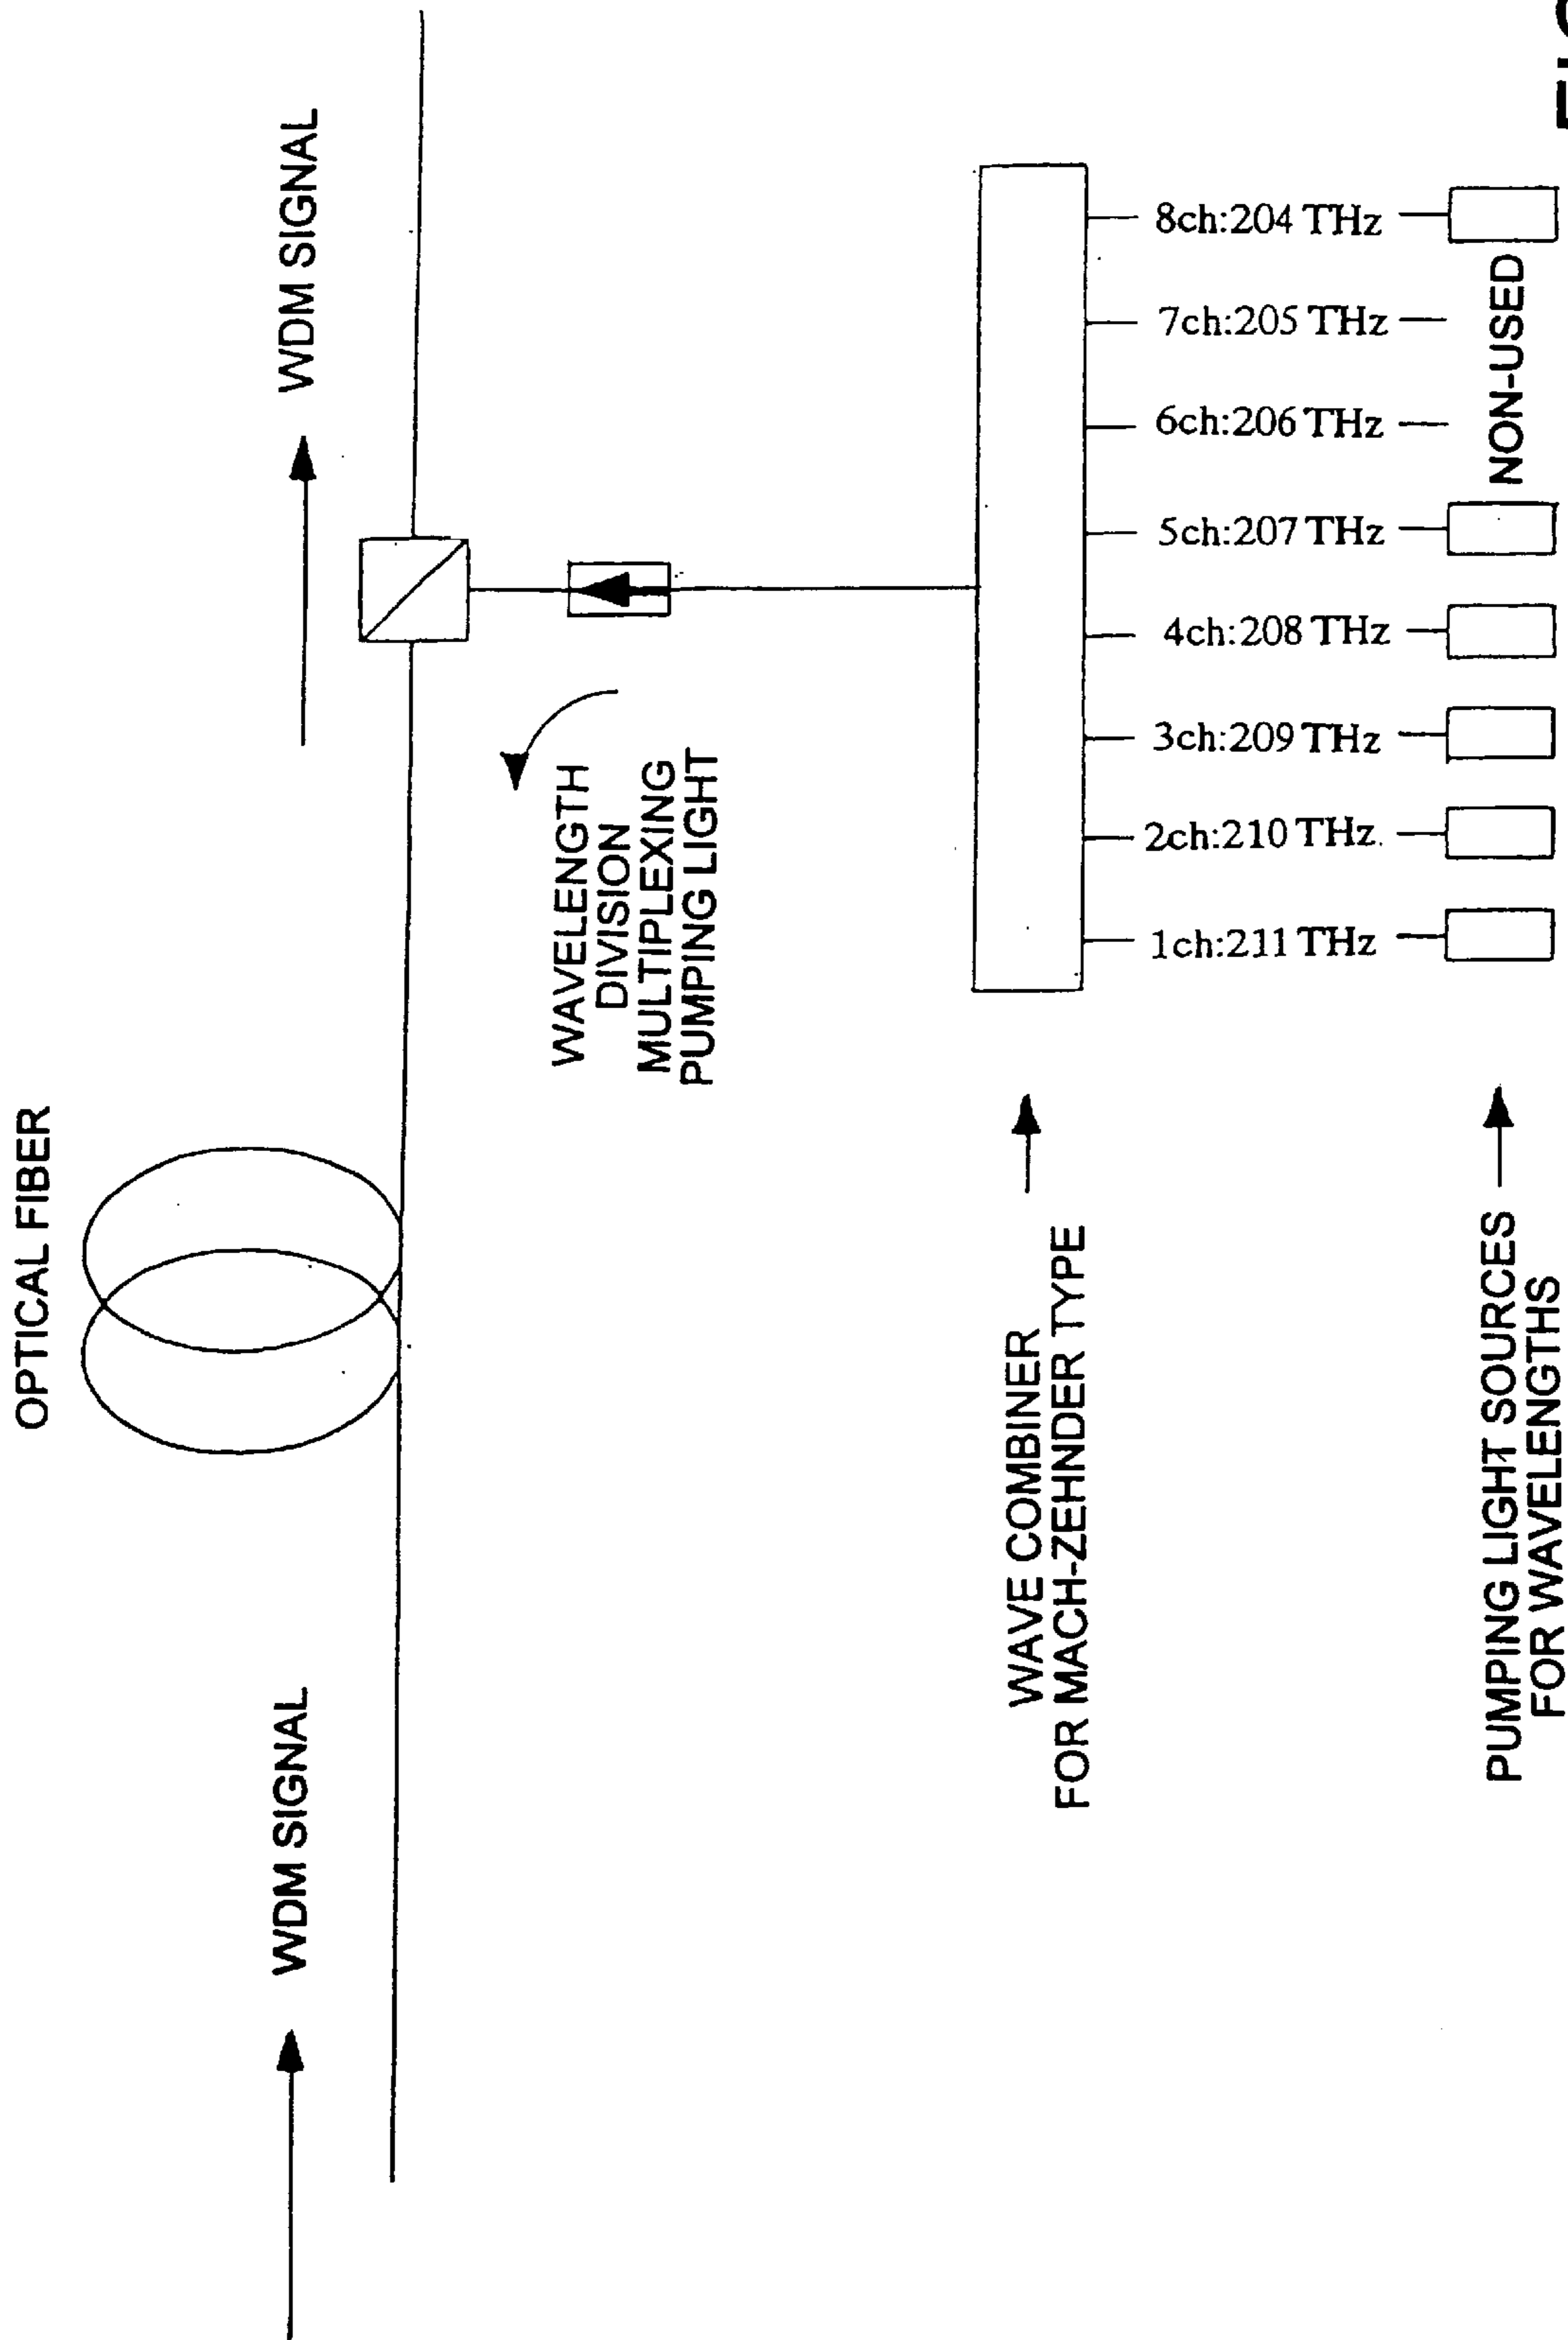 OPTICAL FIBER
WDM SIGNAL
WDM SIGNAL
WAVELENGTH
DIVISION
MULTIPLEXING
PUMPING LIGHT
WAVE COMBINER
FOR MACH-ZEHNDER TYPE
1ch:211 THz
2ch:210 THz.
3ch:209 THz
4ch:208 THz
5ch:207 THz
6ch:206 THz
7ch:205 THz
8ch:204 THz
NON-USED
PUMPING LIGHT SOURCES
FOR WAVELENGTHS